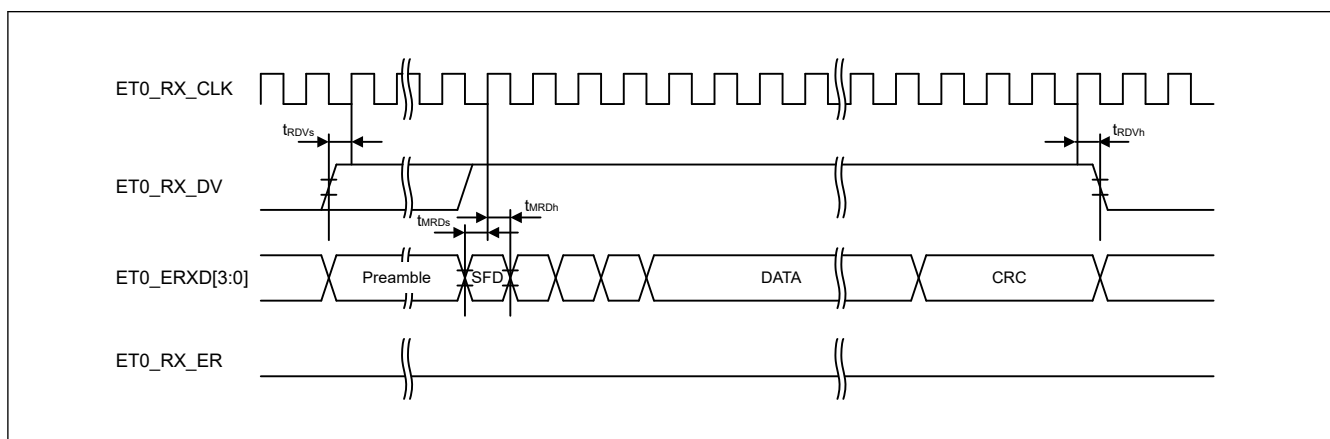 ET0_RX_CLK
tRDVs
tRDVh
ET0_RX_DV
tMRDs
tMRDh
ET0_ERXD[3:0]
Preamble
SFD
DATA
CRC
ET0_RX_ER